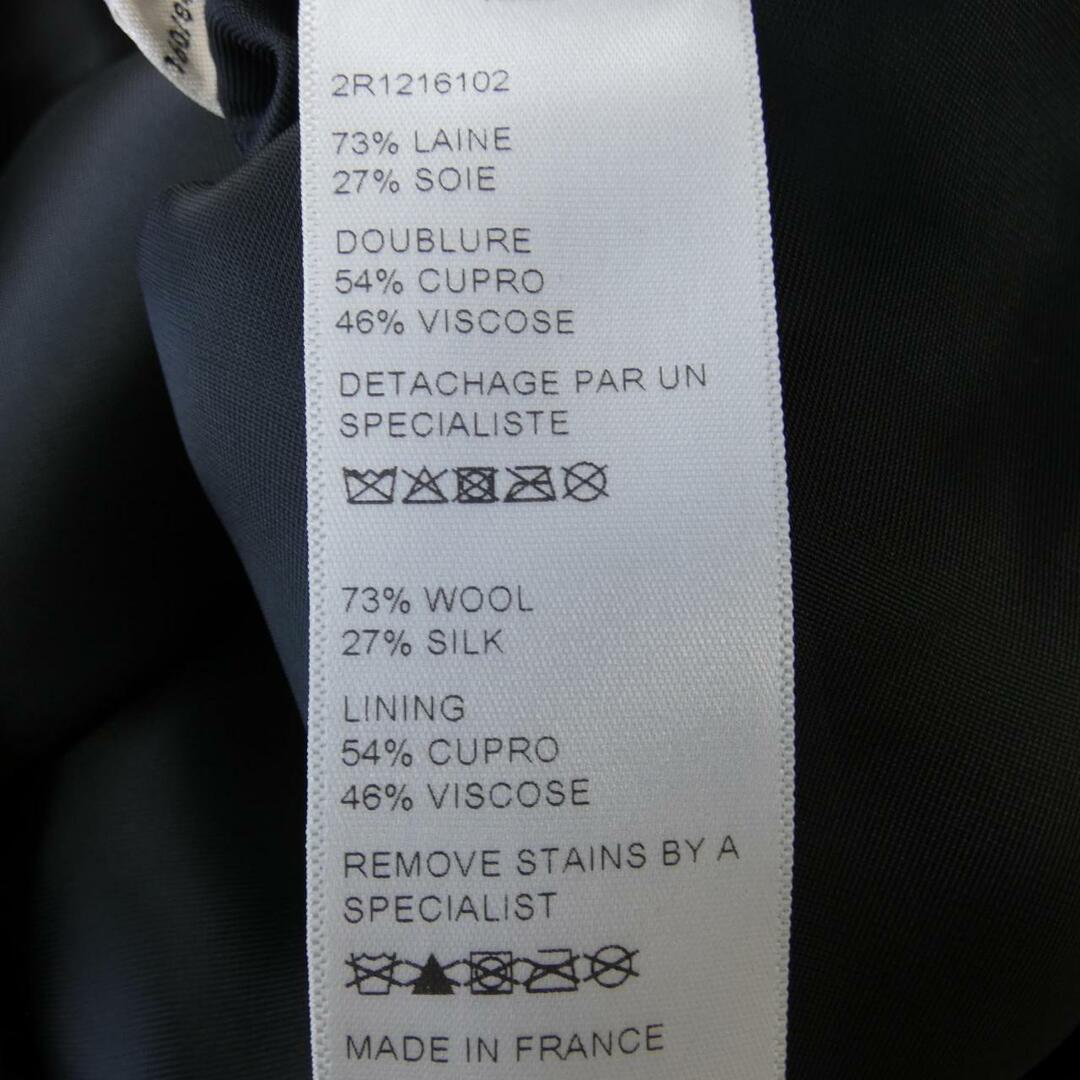 2R1216102
73% LAINE
27% SOIE
DOUBLURE
54% CUPRO
46% VISCOSE
DETACHAGE PAR UN
SPECIALISTE
73% WOOL
27% SILK
LINING
54% CUPRO
46% VISCOSE
REMOVE STAINS BY A
SPECIALIST
MADE IN FRANCE